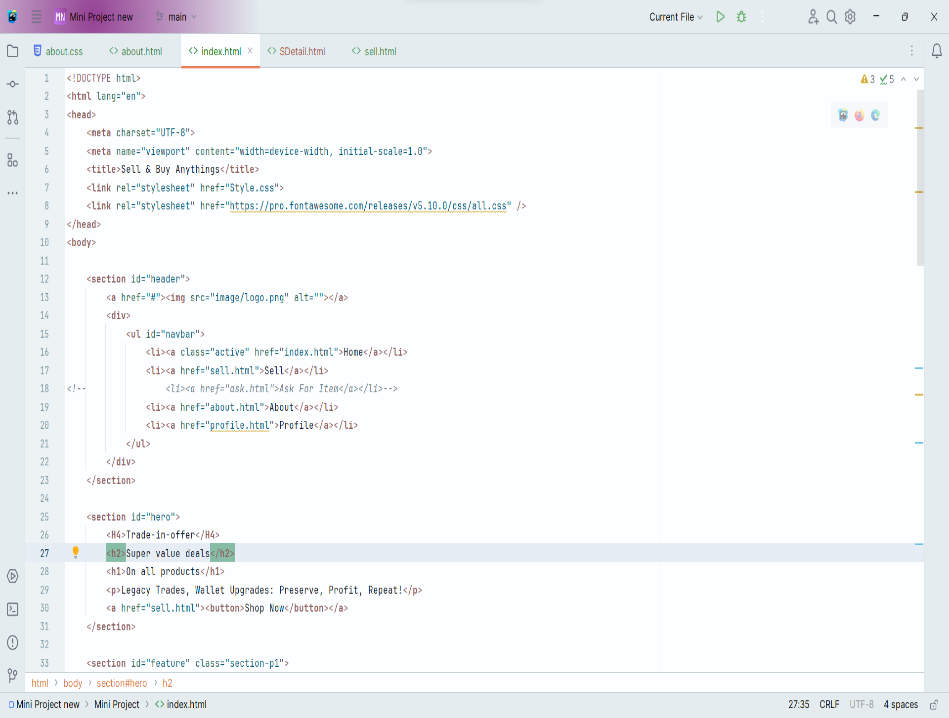 MN Mini Project new main Current File
about.css about.html index.html SDetail.html sell.html
3 5
1 <!DOCTYPE html>
2 <html lang="en">
3 <head>
4 <meta charset="UTF-8">
5 <meta name="viewport" content="width=device-width, initial-scale=1.0">
6 <title>Sell & Buy Anythings</title>
7 <link rel="stylesheet" href="Style.css">
8 <link rel="stylesheet" href="https://pro.fontawesome.com/releases/v5.10.0/css/all.css" />
9 </head>
10 <body>
11
12 <section id="header">
13 <a href="#"><img src="image/logo.png" alt=""></a>
14 <div>
15 <ul id="navbar">
16 <li><a class="active" href="index.html">Home</a></li>
17 <li><a href="sell.html">Sell</a></li>
18 <!-- <li><a href="ask.html">Ask For Item</a></li>-->
19 <li><a href="about.html">About</a></li>
20 <li><a href="profile.html">Profile</a></li>
21 </ul>
22 </div>
23 </section>
24
25 <section id="hero">
26 <H4>Trade-in-offer</H4>
27 <h2>Super value deals</h2>
28 <h1>On all products</h1>
29 <p>Legacy Trades, Wallet Upgrades: Preserve, Profit, Repeat!</p>
30 <a href="sell.html"><button>Shop Now</button></a>
31 </section>
32
33 <section id="feature" class="section-p1">
html body section#hero h2
Mini Project new Mini Project index.html 27:35 CRLF UTF-8 4 spaces